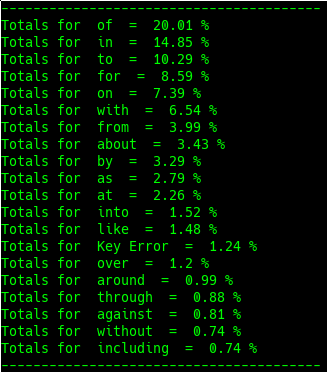 ----------------------------------------
Totals for  of  =  20.01 %
Totals for  in  =  14.85 %
Totals for  to  =  10.29 %
Totals for  for  =  8.59 %
Totals for  on  =  7.39 %
Totals for  with  =  6.54 %
Totals for  from  =  3.99 %
Totals for  about  =  3.43 %
Totals for  by  =  3.29 %
Totals for  as  =  2.79 %
Totals for  at  =  2.26 %
Totals for  into  =  1.52 %
Totals for  like  =  1.48 %
Totals for  Key Error  =  1.24 %
Totals for  over  =  1.2 %
Totals for  around  =  0.99 %
Totals for  through  =  0.88 %
Totals for  against  =  0.81 %
Totals for  without  =  0.74 %
Totals for  including  =  0.74 %
----------------------------------------